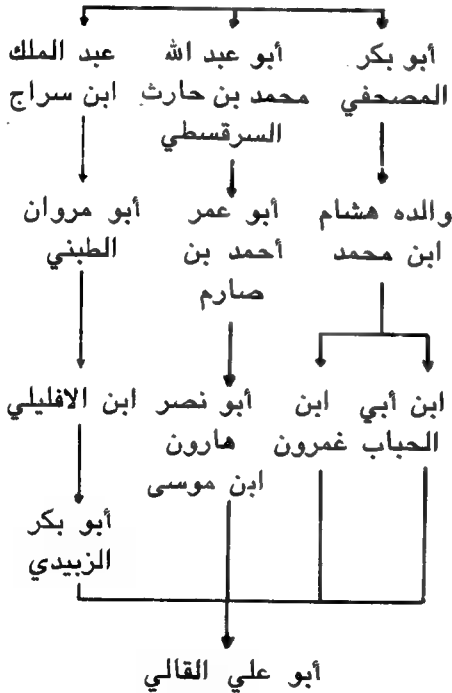 أبو بكر
المصحفي
أبو عبد الله
محمد بن حارث
السرقسطي
عبد الملك
ابن سراج
والده هشام
ابن محمد
أبو عمر
أحمد بن
صارم
أبو مروان
الطبني
ابن أبي
الحباب
ابن
غمرون
أبو نصر
هارون
ابن موسى
ابن الافليلي
أبو بكر
الزبيدي
أبو علي القالي